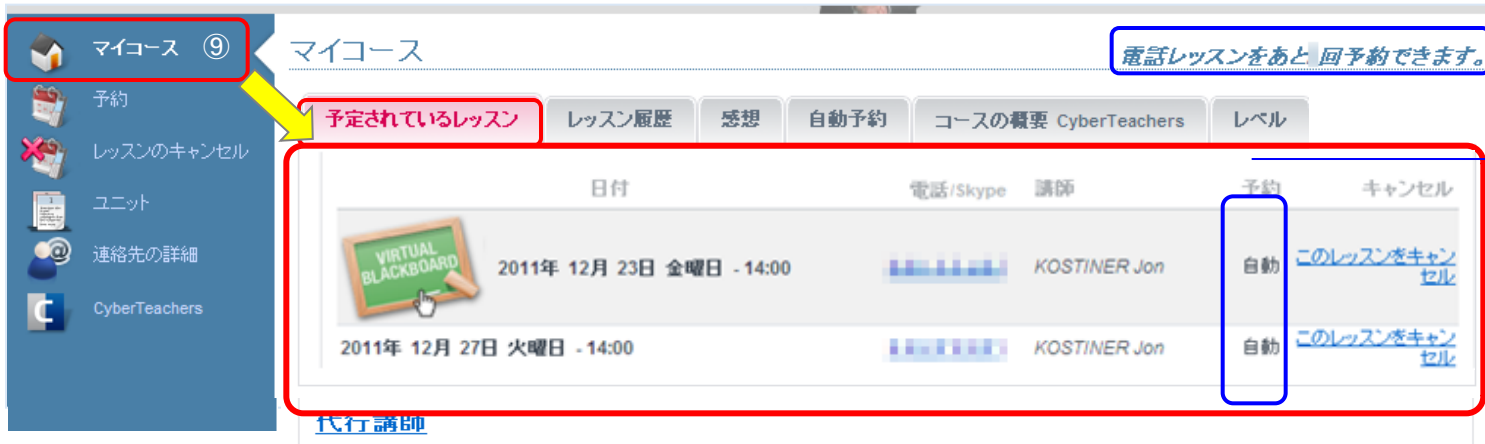 マイコース ⑨
予約
レッスンのキャンセル
ユニット
連絡先の詳細
CyberTeachers
マイコース
電話レッスンをあと 回予約できます。
予定されているレッスン レッスン履歴 感想 自動予約 コースの概要 CyberTeachers レベル
日付 電話/Skype 講師 予約 キャンセル
VIRTUAL
BLACKBOARD
2011年 12月 23日 金曜日 - 14:00 KOSTINER Jon 自動 このレッスンをキャン
セル
2011年 12月 27日 火曜日 - 14:00 KOSTINER Jon 自動 このレッスンをキャン
セル
代行講師